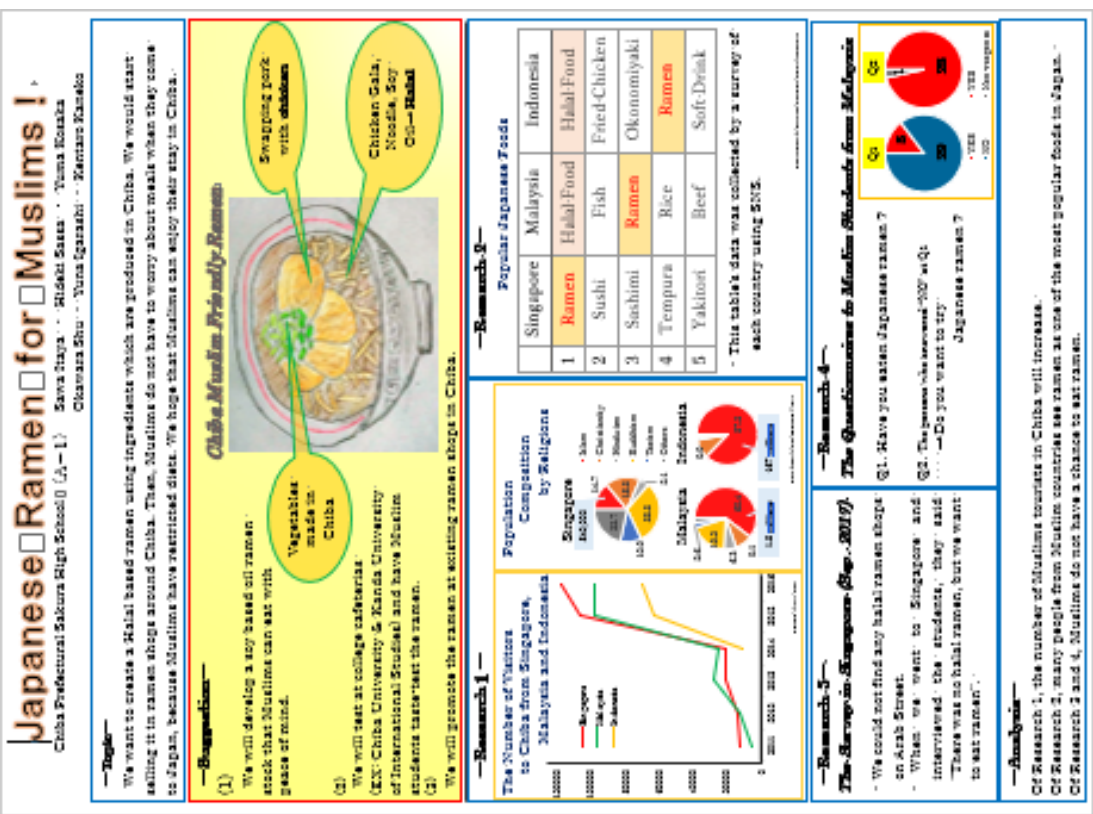 Japanese□Ramen□for□Muslims !
Chiba Prefectural Sakura High School (A-1) Sawa Itaya Hideki Sasa Yuma Kosaka
Okawara Shu Yuna Igarashi Kentaro Kaneko
Topic
We want to create a Halal based ramen using ingredients which are produced in Chiba. We would start
selling it in ramen shops around Chiba. Then, Muslims do not have to worry about meals when they come
to Japan, because Muslims have restricted diets. We hope that Muslims can enjoy their stay in Chiba.
Suggestion
(1)
We will develop a soy based oil ramen
stock that Muslims can eat with
peace of mind.
(2)
We will test at college cafeterias
(EX: Chiba University & Kanda University
of International Studies) and have Muslim
students taste test the ramen.
(3)
We will promote the ramen at existing ramen shops in Chiba.
Chiba Muslim Friendly Ramen
Vegetables
made in
Chiba
Swapping pork
with chicken
Chicken Gala,
Noodle, Soy
Oil→Halal
Research 1
The Number of Visitors
to Chiba from Singapore,
Malaysia and Indonesia
Singapore
Malaysia
Indonesia
Population
Composition
by Religions
Singapore
Malaysia
Indonesia
Islam
Christianity
Hinduism
Buddhism
Taoism
Others
Research 2
Popular Japanese Foods
Singapore Malaysia Indonesia
1 Ramen Halal Food Halal Food
2 Sushi Fish Fried Chicken
3 Sashimi Ramen Okonomiyaki
4 Tempura Rice Ramen
5 Yakitori Beef Soft Drink
- This table's data was collected by a survey of
each country using SNS.
Research 3
The Survey in Singapore (Sep. 2019)
- We could not find any halal ramen shops
on Arab Street.
- When we went to Singapore and
interviewed the students, they said
"There was no halal ramen, but we want
to eat ramen".
Research 4
The Questionnaires to Muslim Students from Malaysia
Q1. Have you eaten Japanese ramen ?
Q2. The persons who answered "NO" at Q1
→Do you want to try
Japanese ramen ?
Q1
Q2
YES
NO
YES
Analysis
Of Research 1, the number of Muslims tourists in Chiba will increase.
Of Research 2, many people from Muslim countries see ramen as one of the most popular foods in Japan.
Of Research 3 and 4, Muslims do not have a chance to eat ramen.